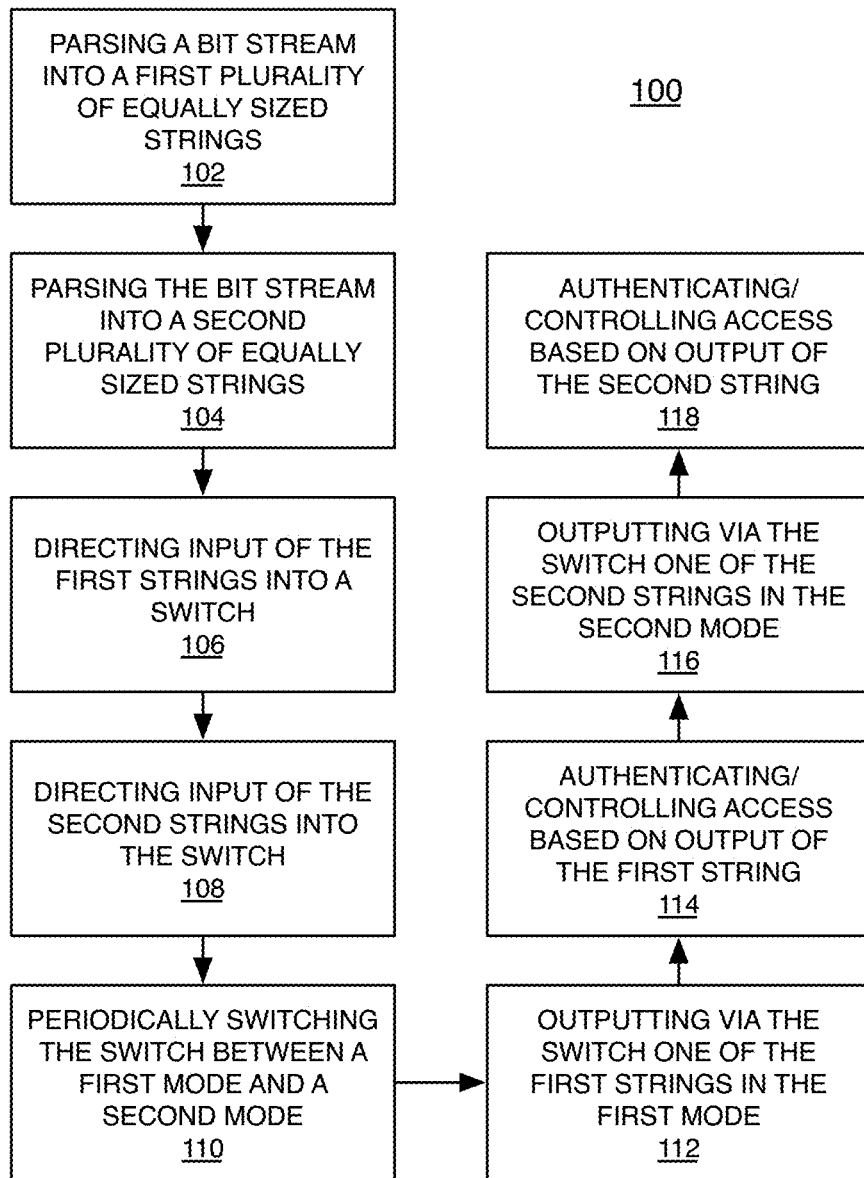 100
PARSING A BIT STREAM
INTO A FIRST PLURALITY
OF EQUALLY SIZED
STRINGS
102
PARSING THE BIT STREAM
INTO A SECOND
PLURALITY OF EQUALLY
SIZED STRINGS
104
DIRECTING INPUT OF THE
FIRST STRINGS INTO A
SWITCH
106
DIRECTING INPUT OF THE
SECOND STRINGS INTO
THE SWITCH
108
PERIODICALLY SWITCHING
THE SWITCH BETWEEN A
FIRST MODE AND A
SECOND MODE
110
OUTPUTTING VIA THE
SWITCH ONE OF THE
FIRST STRINGS IN THE
FIRST MODE
112
AUTHENTICATING/
CONTROLLING ACCESS
BASED ON OUTPUT OF
THE FIRST STRING
114
OUTPUTTING VIA THE
SWITCH ONE OF THE
SECOND STRINGS IN THE
SECOND MODE
116
AUTHENTICATING/
CONTROLLING ACCESS
BASED ON OUTPUT OF
THE SECOND STRING
118